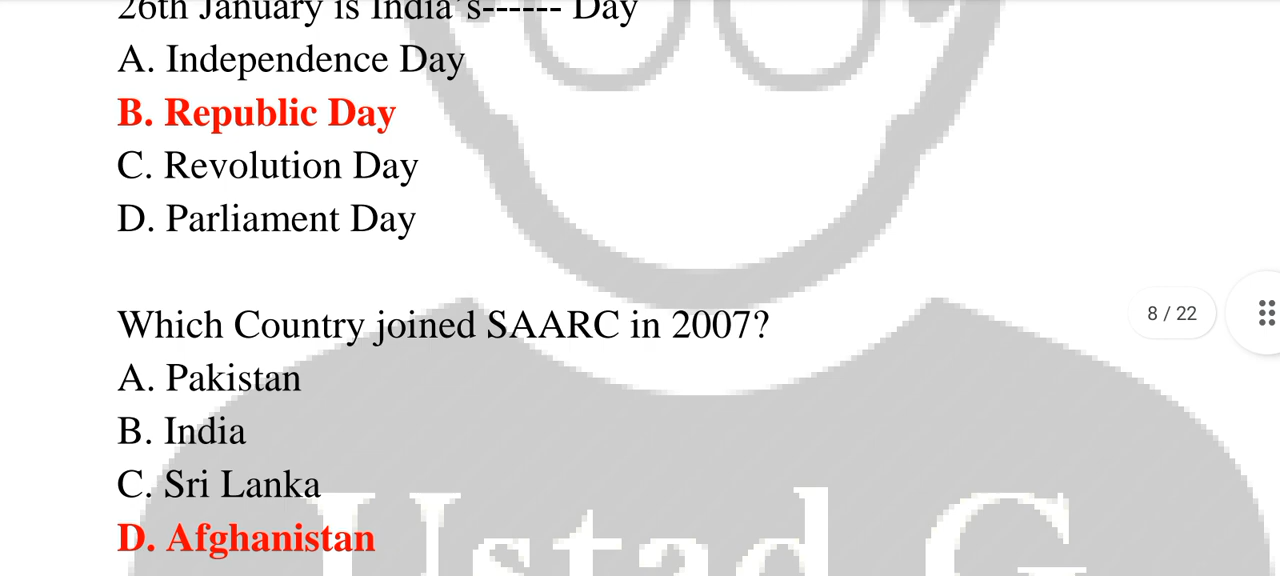 26th January is India's------ Day
A. Independence Day
B. Republic Day
C. Revolution Day
D. Parliament Day
Which Country joined SAARC in 2007?
8 / 22
A. Pakistan
B. India
C. Sri Lanka
D. Afghanistan
Ustad G